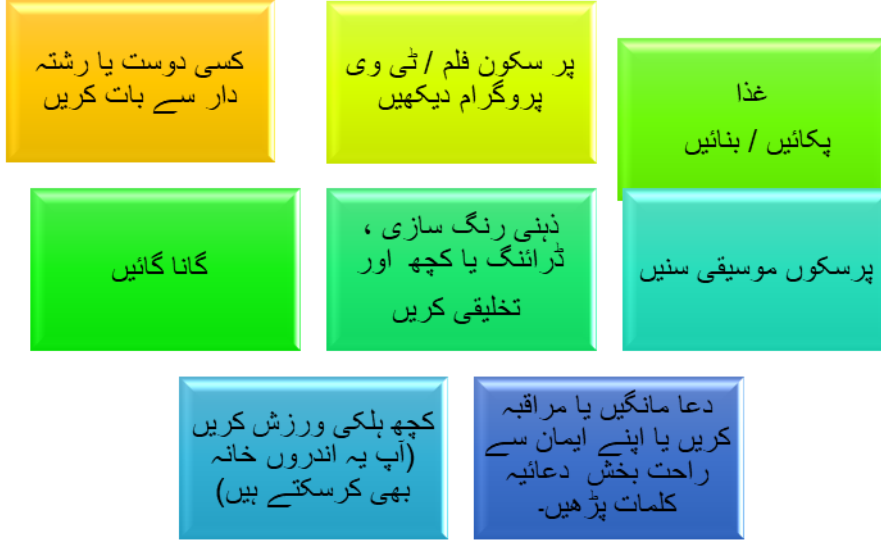 غذا
پکائیں / بنائیں
پر سکون فلم / ٹی وی
پروگرام دیکھیں
کسی دوست یا رشتہ
دار سے بات کریں
پرسکوں موسیقی سنیں
ذہنی رنگ سازی ،
ڈرائنگ یا کچھ اور
تخلیقی کریں
گانا گائیں
دعا مانگیں یا مراقبہ
کریں یا اپنے ایمان سے
راحت بخش دعائیہ
کلمات پڑھیں۔
کچھ ہلکی ورزش کریں
(آپ یہ اندروں خانہ
بھی کرسکتے ہیں)